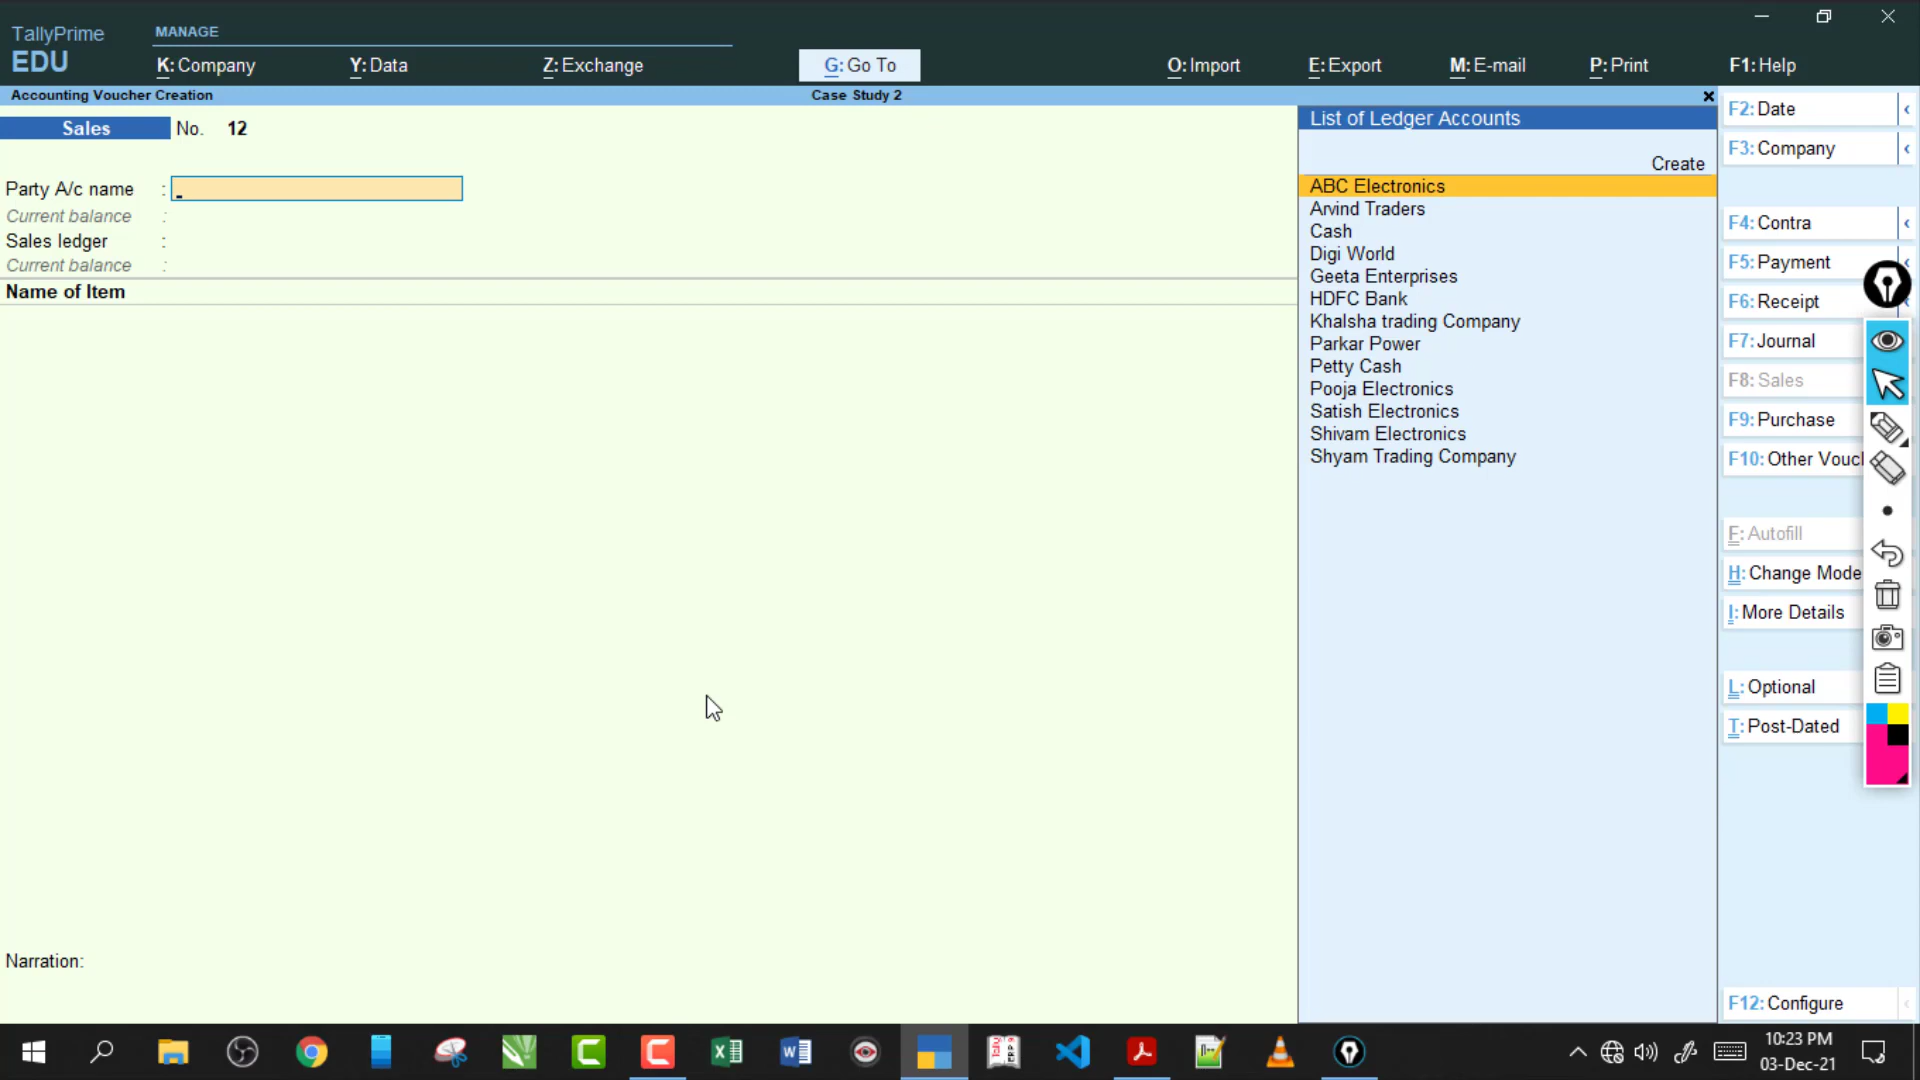 TallyPrime
EDU
MANAGE
K: Company
Y: Data
Z: Exchange
G: Go To
O: Import
E: Export
M: E-mail
P: Print
F1: Help
Accounting Voucher Creation
Case Study 2
Sales No. 12
Party A/c name :
Current balance :
Sales ledger :
Current balance :
Name of Item
Narration:
List of Ledger Accounts
Create
ABC Electronics
Arvind Traders
Cash
Digi World
Geeta Enterprises
HDFC Bank
Khalsha trading Company
Parkar Power
Petty Cash
Pooja Electronics
Satish Electronics
Shivam Electronics
Shyam Trading Company
F2: Date
F3: Company
F4: Contra
F5: Payment
F6: Receipt
F7: Journal
F8: Sales
F9: Purchase
F10: Other Vouc
F: Autofill
H: Change Mode
I: More Details
L: Optional
T: Post-Dated
F12: Configure
10:23 PM
03-Dec-21